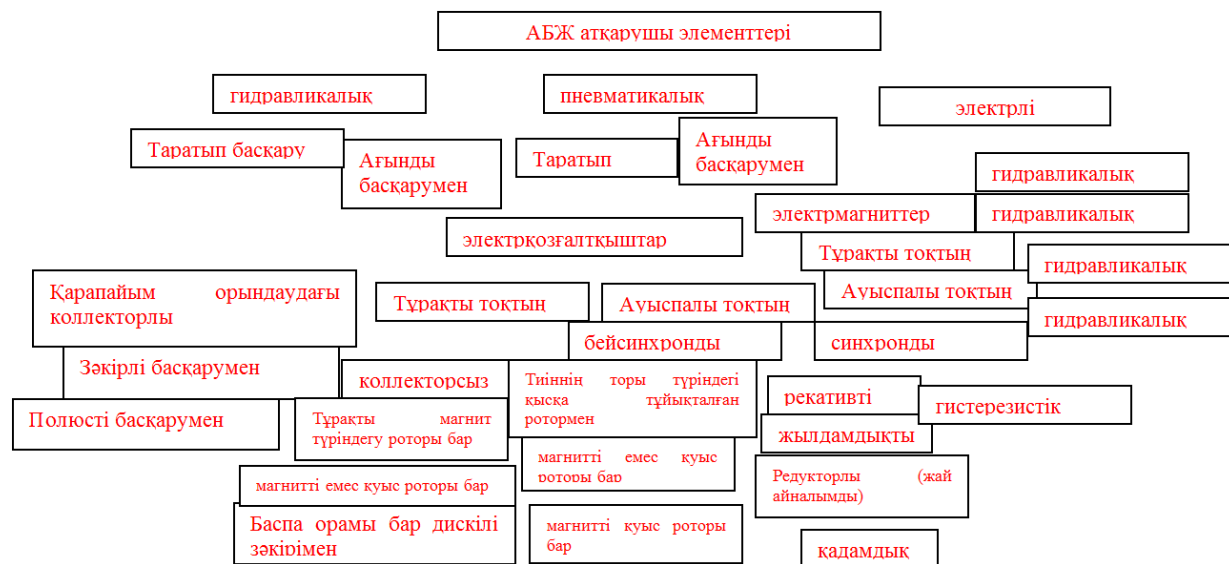 АБЖ атқарушы элементтері
гидравликалық
пневматикалық
электрлі
Таратып басқару
Ағынды
басқарумен
Таратып
Ағынды
басқарумен
гидравликалық
электрмагниттер
гидравликалық
электрқозғалтқыштар
Тұрақты тоқтың
гидравликалық
Қарапайым орындаудағы
коллекторлы
Тұрақты тоқтың
Ауыспалы тоқтың
Ауыспалы тоқтың
гидравликалық
бейсинхронды
синхронды
Зәкірлі басқарумен
коллекторсыз
Тиіннің торы түріндегі
қысқа тұйықталған
ротормен
рекативті
гистерезистік
Полюсті басқарумен
Тұрақты магнит
түріндегу роторы бар
жылдамдықты
магнитті емес қуыс
роторы бар
Редукторлы (жай
айналымды)
магнитті емес қуыс роторы бар
Баспа орамы бар дискілі
зәкірімен
магнитті қуыс роторы
бар
қадамдық